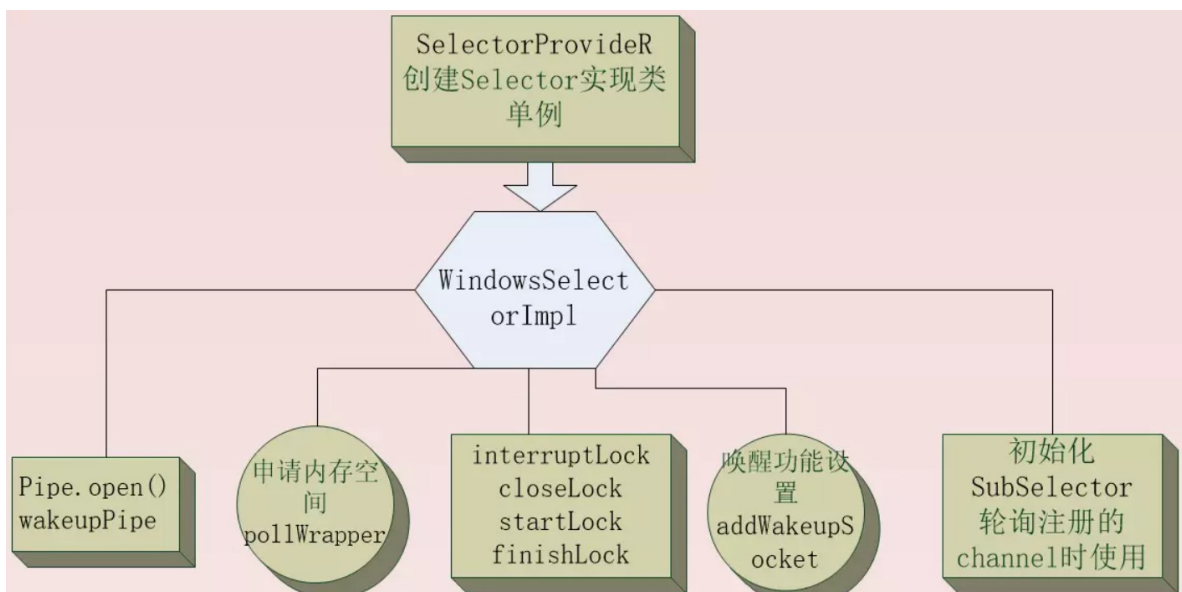 SelectorProvideR
创建Selector实现类
单例
WindowsSelect
orImpl
Pipe.open()
wakeupPipe
申请内存空
间
pollWrapper
interruptLock
closeLock
startLock
finishLock
唤醒功能设
置
addWakeupS
ocket
初始化
SubSelector
轮询注册的
channel时使用